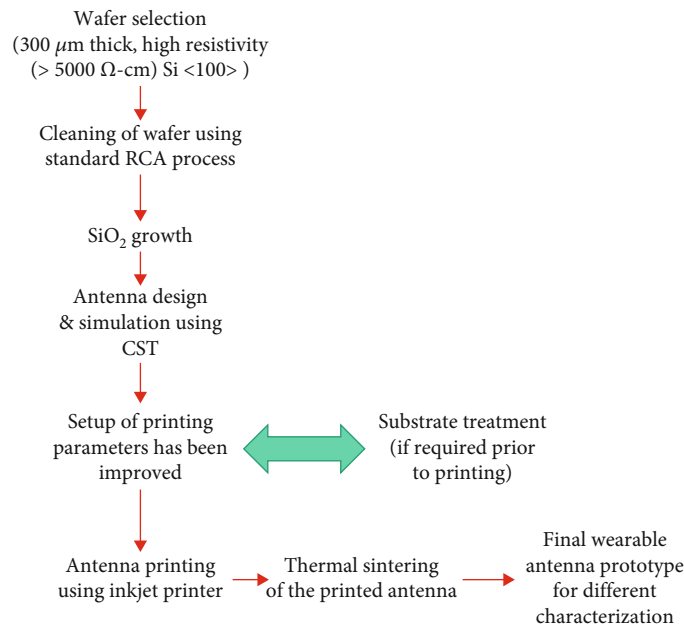 Wafer selection
(300 μm thick, high resistivity
(> 5000 Ω-cm) Si <100> )
Cleaning of wafer using
standard RCA process
SiO₂ growth
Antenna design
& simulation using
CST
Setup of printing
parameters has been
improved
Substrate treatment
(if required prior
to printing)
Antenna printing
using inkjet printer
Thermal sintering
of the printed antenna
Final wearable
antenna prototype
for different
characterization